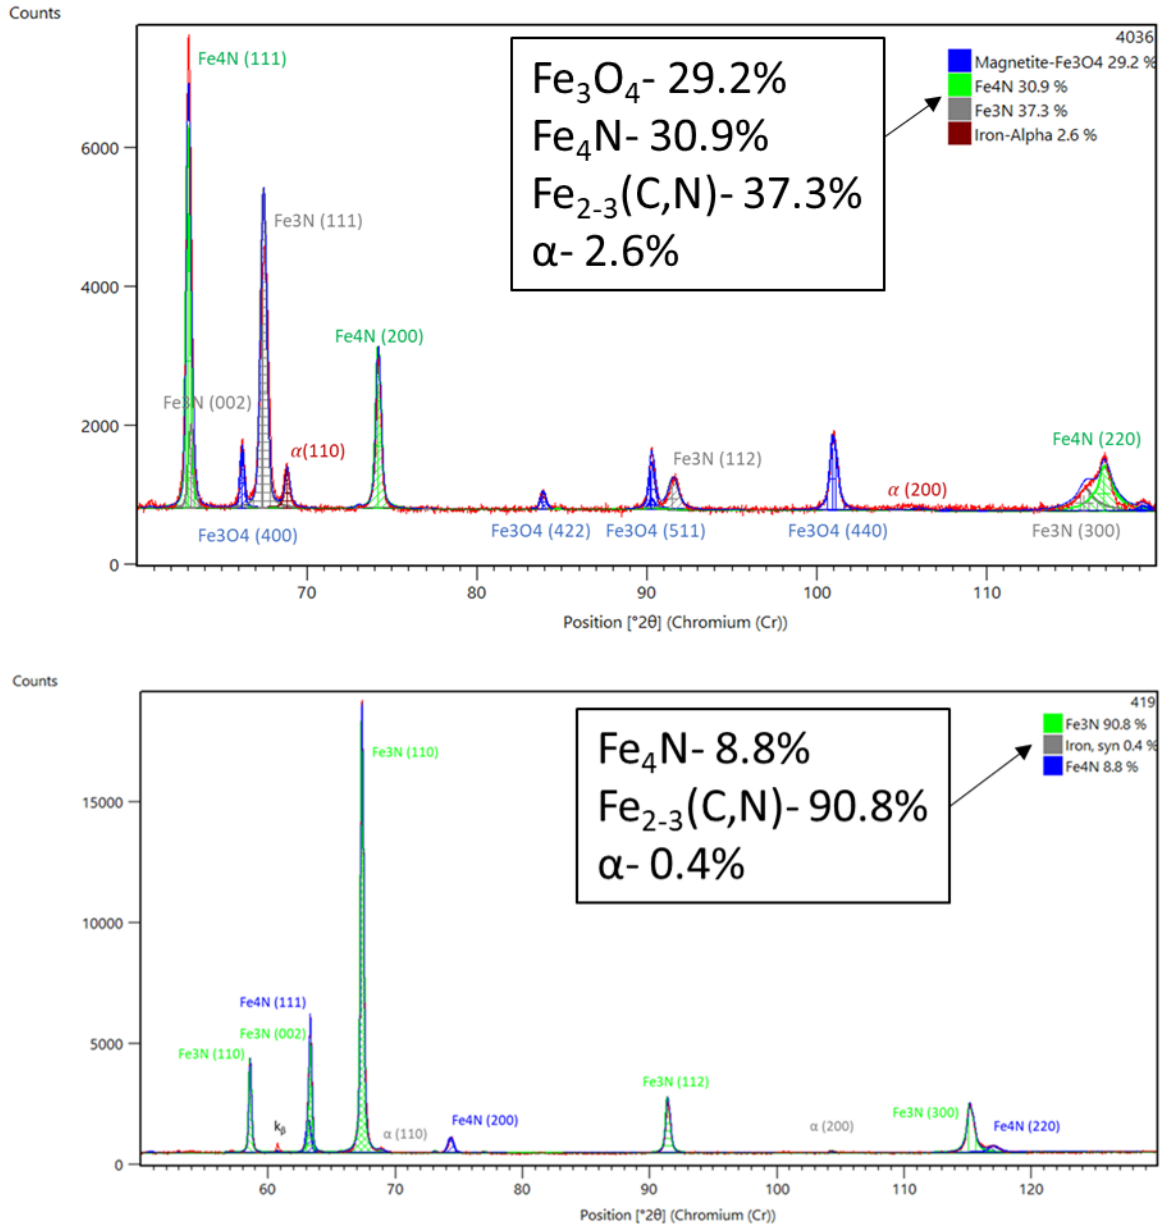 Counts
4036
Fe4N (111)
Magnetite-Fe3O4 29.2 %
Fe4N 30.9 %
Fe3N 37.3 %
Iron-Alpha 2.6 %
Fe₃O₄- 29.2%
Fe₄N- 30.9%
Fe₂₋₃(C,N)- 37.3%
α- 2.6%
6000
Fe3N (111)
4000
Fe4N (200)
Fe3N (002)
2000
α(110)
Fe3N (112)
Fe4N (220)
α (200)
Fe3O4 (400)
Fe3O4 (422)
Fe3O4 (511)
Fe3O4 (440)
Fe3N (300)
0
70
80
90
100
110
Position [°2θ] (Chromium (Cr))
Counts
419
Fe3N 90.8 %
Iron, syn 0.4 %
Fe4N 8.8 %
Fe₄N- 8.8%
Fe₂₋₃(C,N)- 90.8%
α- 0.4%
Fe3N (110)
15000
10000
Fe4N (111)
Fe3N (002)
5000
Fe3N (110)
kᵦ
α (110)
Fe4N (200)
Fe3N (112)
α (200)
Fe3N (300)
Fe4N (220)
0
60
70
80
90
100
110
120
Position [°2θ] (Chromium (Cr))